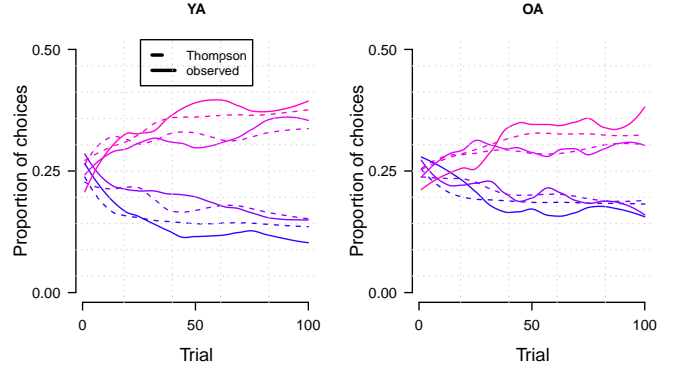 YA
Thompson
observed
Proportion of choices
0.50
0.25
0.00
0
50
100
Trial
OA
Proportion of choices
0.50
0.25
0.00
0
50
100
Trial